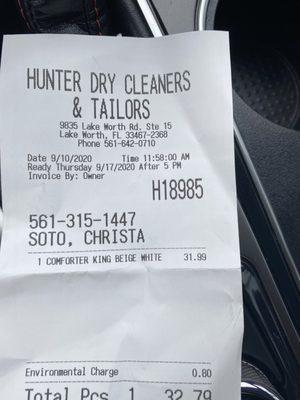 HUNTER DRY CLEANERS
& TAILORS
9835 Lake Worth Rd. Ste 15
Lake Worth, FL 33467-2368
Phone 561-642-0710
Date 9/10/2020 Time 11:58:00 AM
Ready Thursday 9/17/2020 After 5 PM
Invoice By: Owner
H18985
561-315-1447
SOTO, CHRISTA
1 COMFORTER KING BEIGE WHITE 31.99
Environmental Charge 0.80
Total Pcs 1 32.79